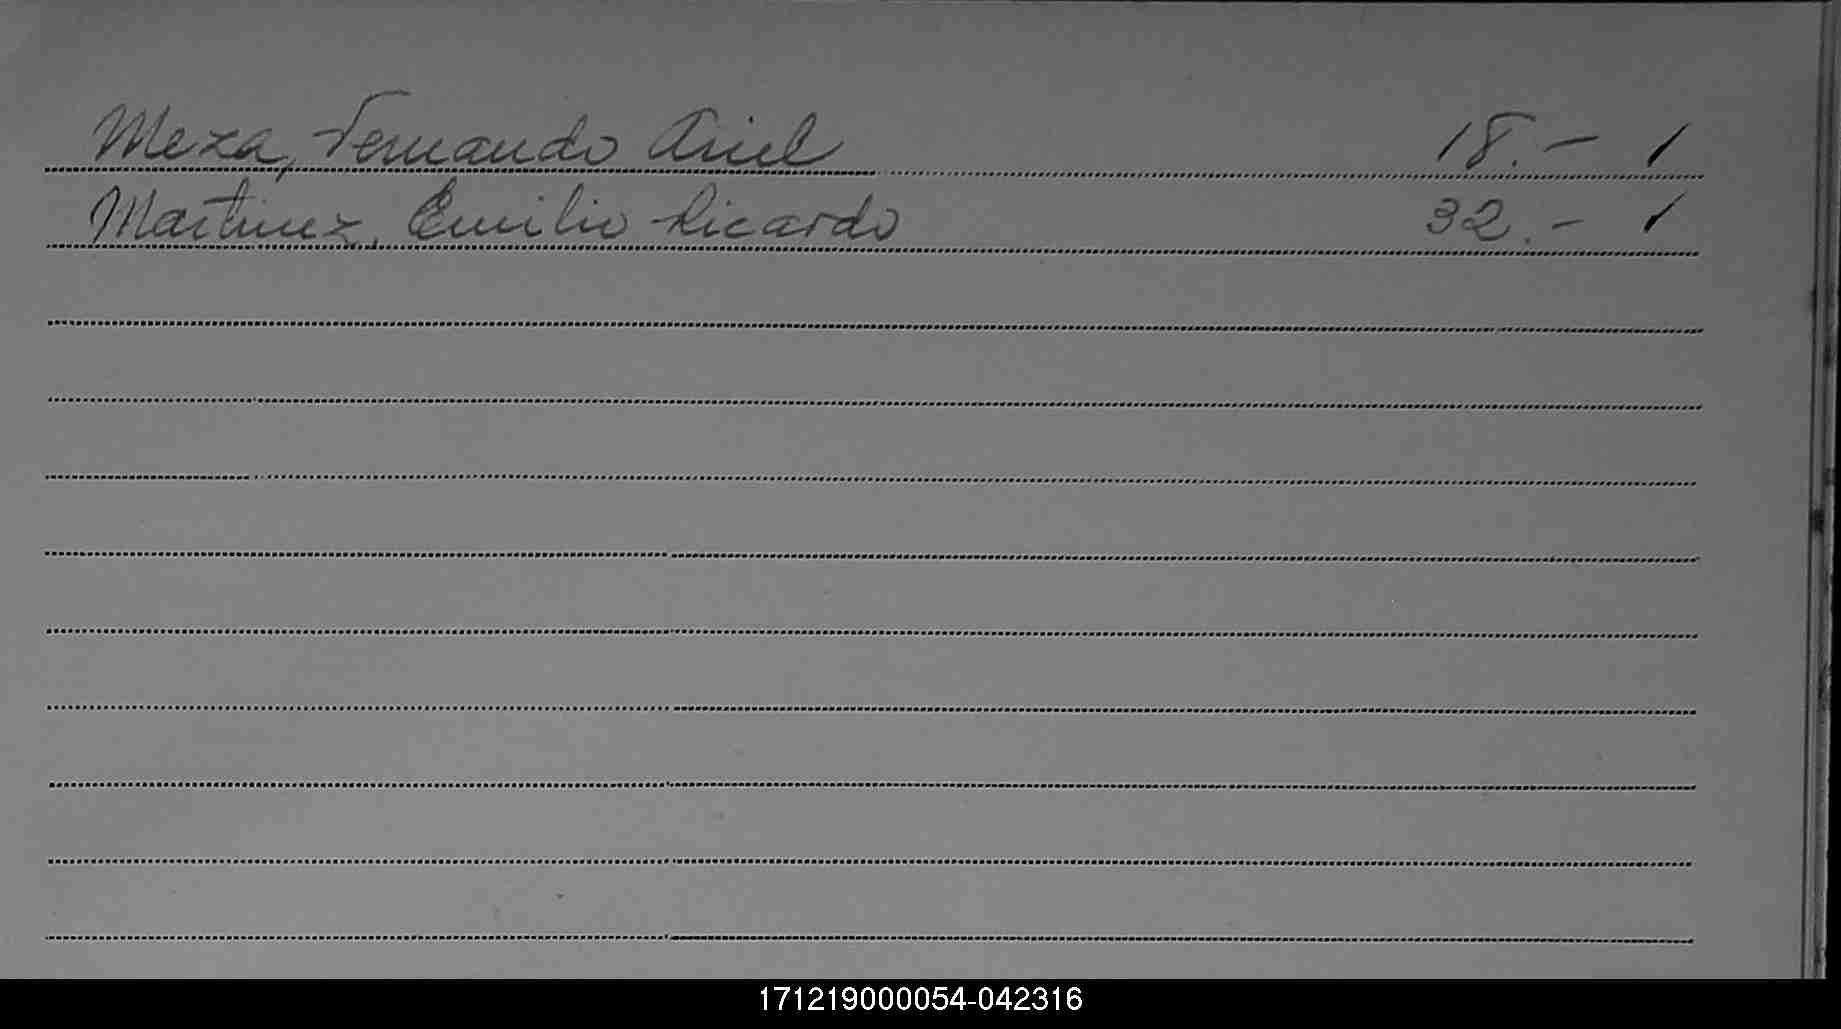 Meza, Fernando Ariel 18.- 1
Martinez, Emilio Ricardo 32.- 1
171219000054-042316